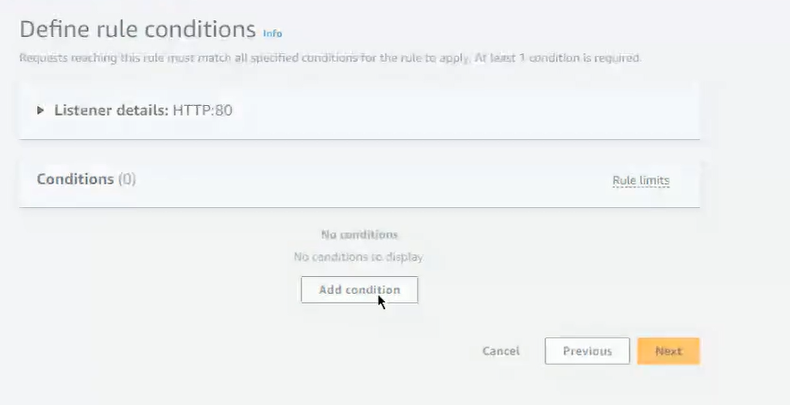 Define rule conditions Info
Requests reaching this rule must match all specified conditions for the rule to apply. At least 1 condition is required.
Listener details: HTTP:80
Conditions (0)
Rule limits
No conditions
No conditions to display
Add condition
Cancel
Previous
Next